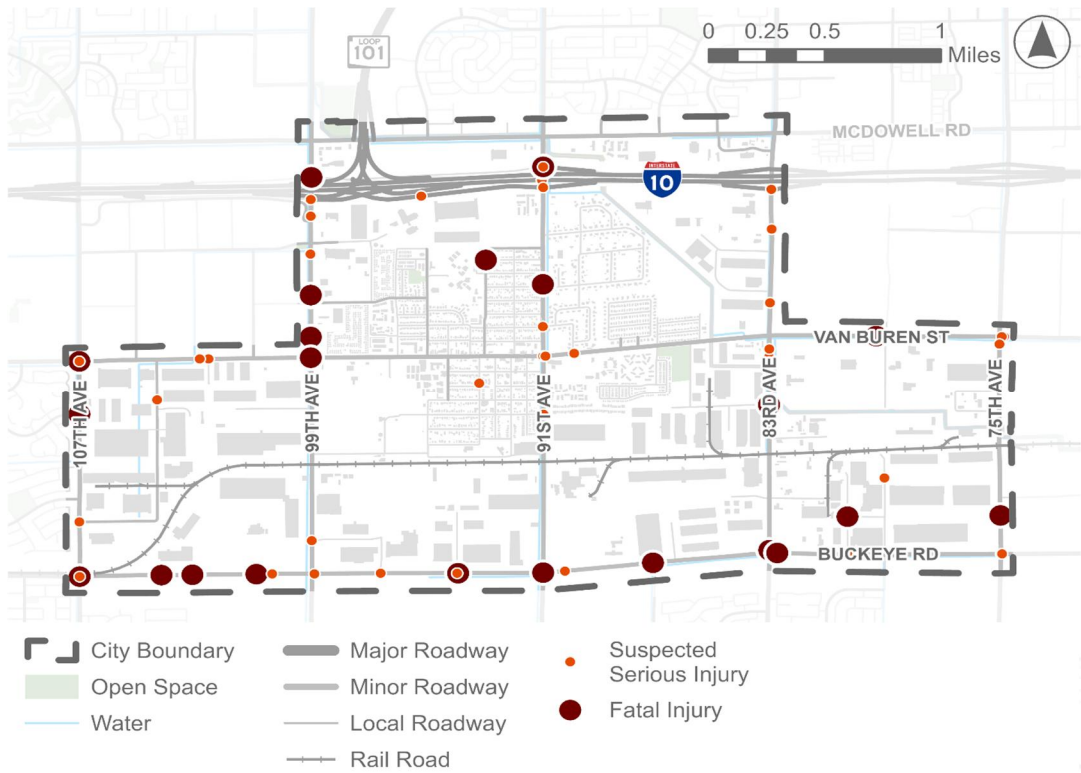 0 0.25 0.5 1
Miles
LOOP
101
MCDOWELL RD
INTERSTATE
10
VAN BUREN ST
107TH AVE
99TH AVE
91ST AVE
83RD AVE
75TH AVE
BUCKEYE RD
City Boundary
Open Space
Water
Major Roadway
Minor Roadway
Local Roadway
Rail Road
Suspected
Serious Injury
Fatal Injury